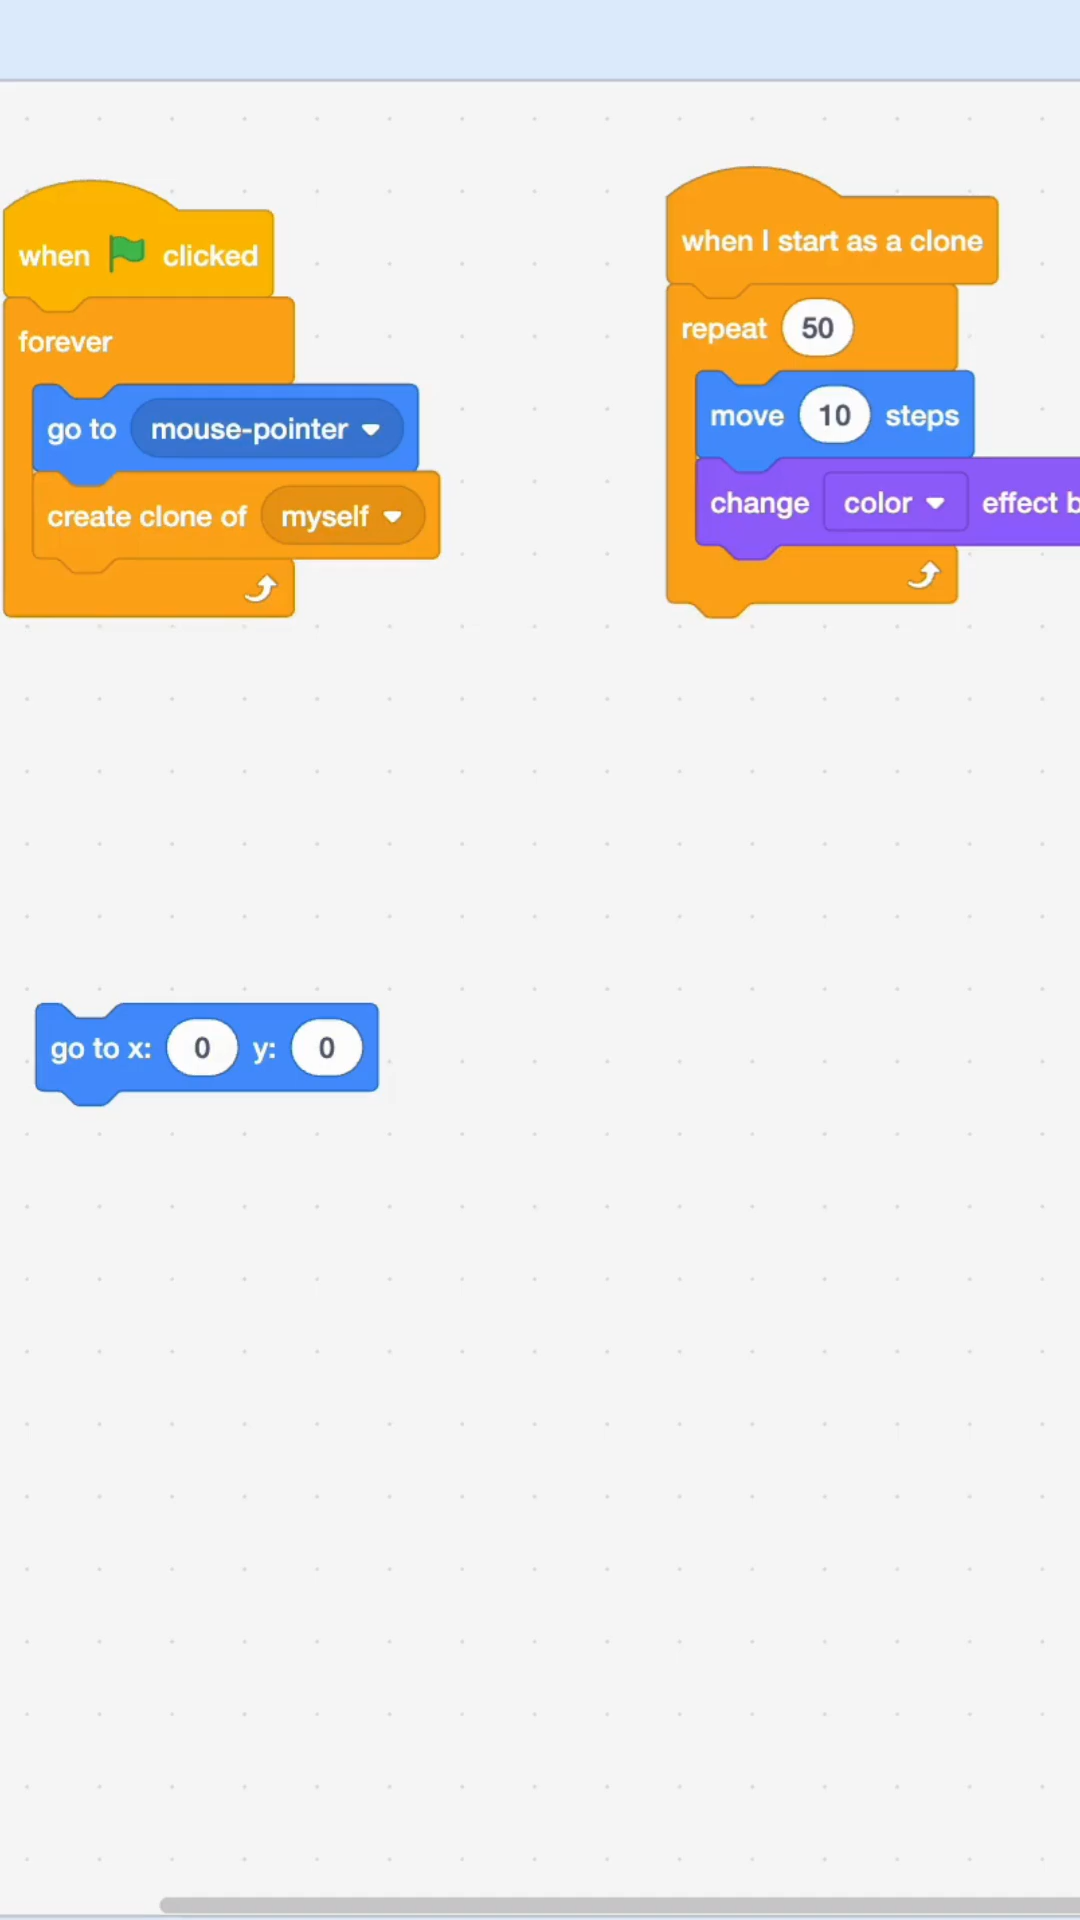 when clicked
forever
go to mouse-pointer
create clone of myself
when I start as a clone
repeat 50
move 10 steps
change color effect
go to x: 0 y: 0